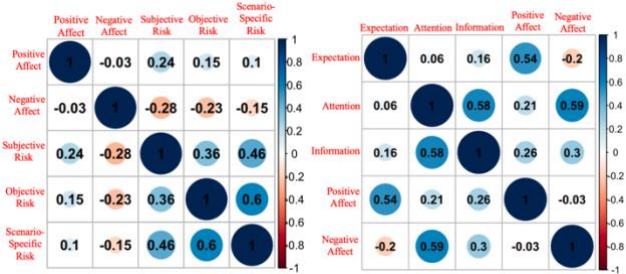 Positive Affect Negative Affect Subjective Risk Objective Risk Scenario-Specific Risk
Positive Affect 1 -0.03 0.24 0.15 0.1
Negative Affect -0.03 1 -0.28 -0.23 -0.15
Subjective Risk 0.24 -0.28 1 0.36 0.46
Objective Risk 0.15 -0.23 0.36 1 0.6
Scenario-Specific Risk 0.1 -0.15 0.46 0.6 1
1
0.8
0.6
0.4
0.2
0
-0.2
-0.4
-0.6
-0.8
-1
Expectation Attention Information Positive Affect Negative Affect
Expectation 1 0.06 0.16 0.54 -0.2
Attention 0.06 1 0.58 0.21 0.59
Information 0.16 0.58 1 0.26 0.3
Positive Affect 0.54 0.21 0.26 1 -0.03
Negative Affect -0.2 0.59 0.3 -0.03 1
1
0.8
0.6
0.4
0.2
0
-0.2
-0.4
-0.6
-0.8
-1